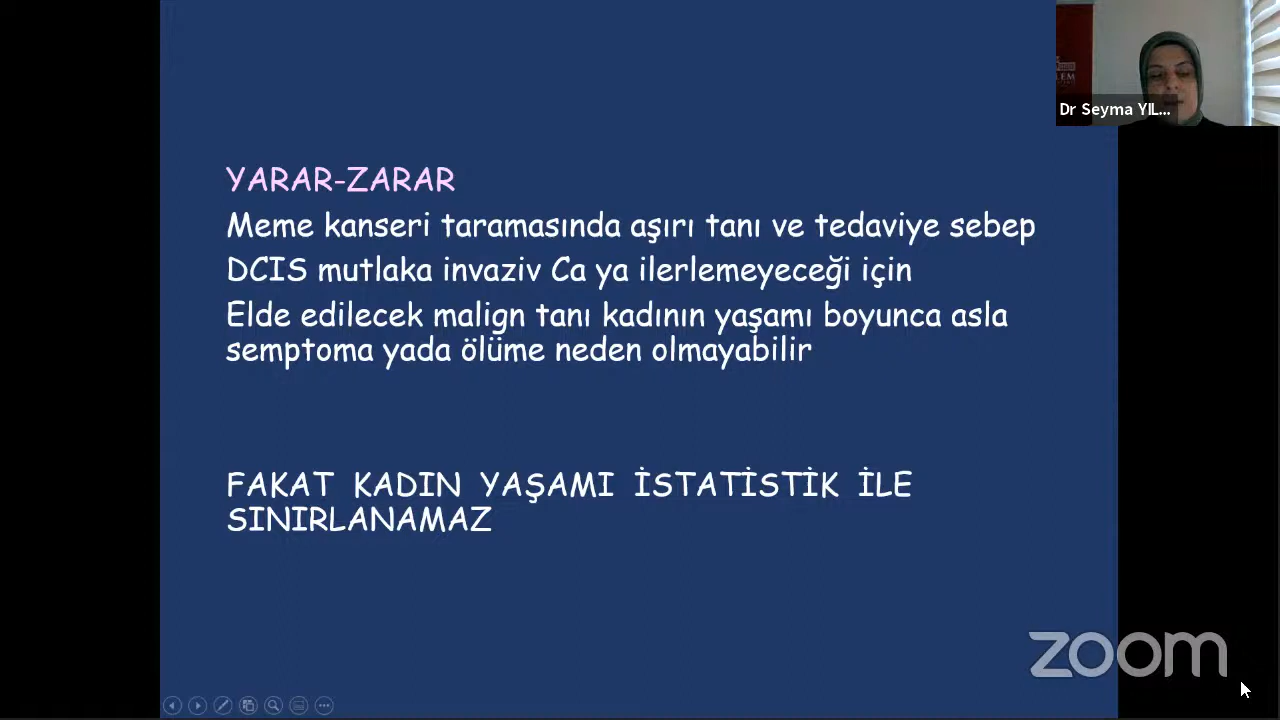 YARAR-ZARAR
Meme kanseri taramasında aşırı tanı ve tedaviye sebep
DCIS mutlaka invaziv Ca ya ilerlemeyeceği için
Elde edilecek malign tanı kadının yaşamı boyunca asla
semptoma yada ölüme neden olmayabilir
FAKAT KADIN YAŞAMI İSTATİSTİK İLE
SINIRLANAMAZ
Dr Seyma YIL...
zoom